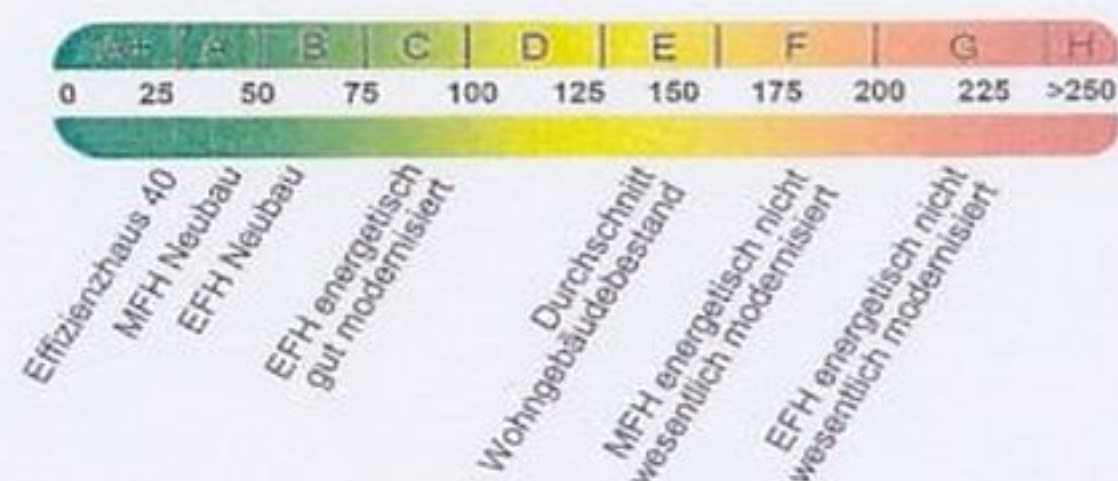 A+ A B C D E F G H
0 25 50 75 100 125 150 175 200 225 >250
Effizienzhaus 40
MFH Neubau
EFH Neubau
EFH energetisch
gut modernisiert
Durchschnitt
Wohngebäudebestand
MFH energetisch nicht
wesentlich modernisiert
EFH energetisch nicht
wesentlich modernisiert